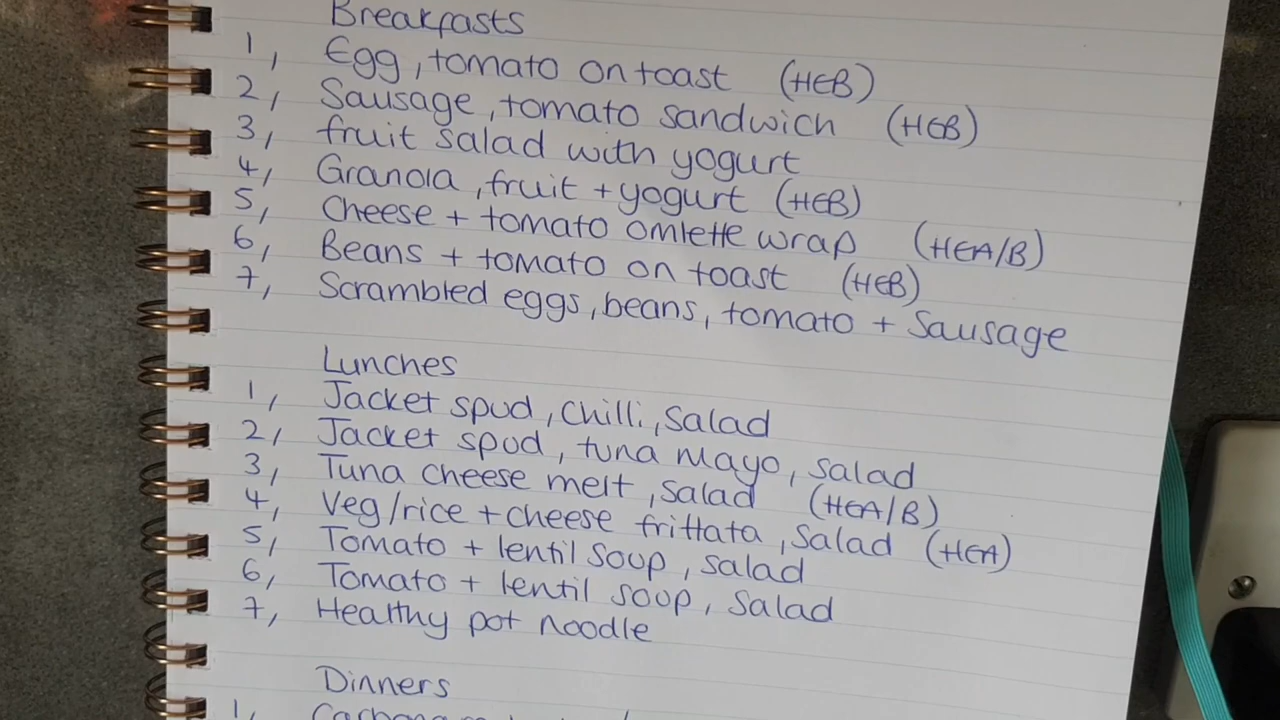 Breakfasts
1, Egg, tomato on toast (HEB)
2, Sausage, tomato sandwich (HEB)
3, fruit salad with yogurt
4, Granola, fruit + yogurt (HEB)
5, Cheese + tomato omlette wrap (HEA/B)
6, Beans + tomato on toast (HEB)
7, Scrambled eggs, beans, tomato + Sausage
Lunches
1, Jacket spud, chilli, salad
2, Jacket spud, tuna mayo, salad
3, Tuna cheese melt, salad (HEA/B)
4, Veg/rice + cheese frittata, salad (HEA)
5, Tomato + lentil soup, salad
6, Tomato + lentil soup, salad
7, Healthy pot noodle
Dinners
1,